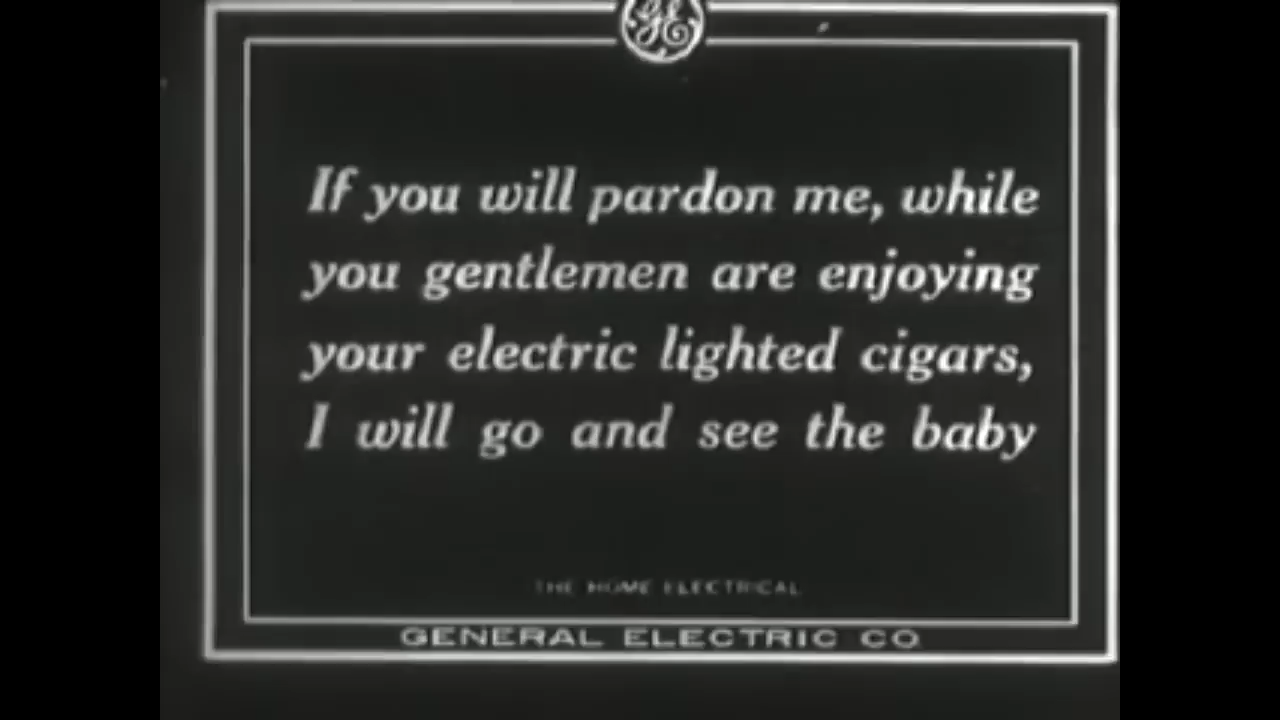 GE
If you will pardon me, while
you gentlemen are enjoying
your electric lighted cigars,
I will go and see the baby
THE HOME ELECTRICAL
GENERAL ELECTRIC CO